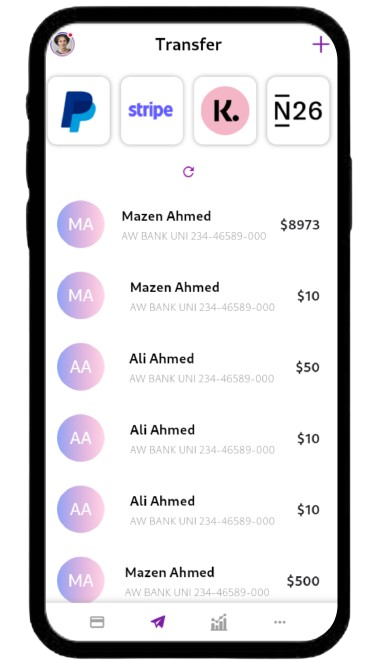 Transfer
stripe
K.
N26
MA
Mazen Ahmed
$8973
AW BANK UNI 234-46589-000
MA
Mazen Ahmed
$10
AW BANK UNI 234-46589-000
AA
Ali Ahmed
$50
AW BANK UNI 234-46589-000
AA
Ali Ahmed
$10
AW BANK UNI 234-46589-000
AA
Ali Ahmed
$10
AW BANK UNI 234-46589-000
MA
Mazen Ahmed
$500
AW BANK UNI 234-46589-000